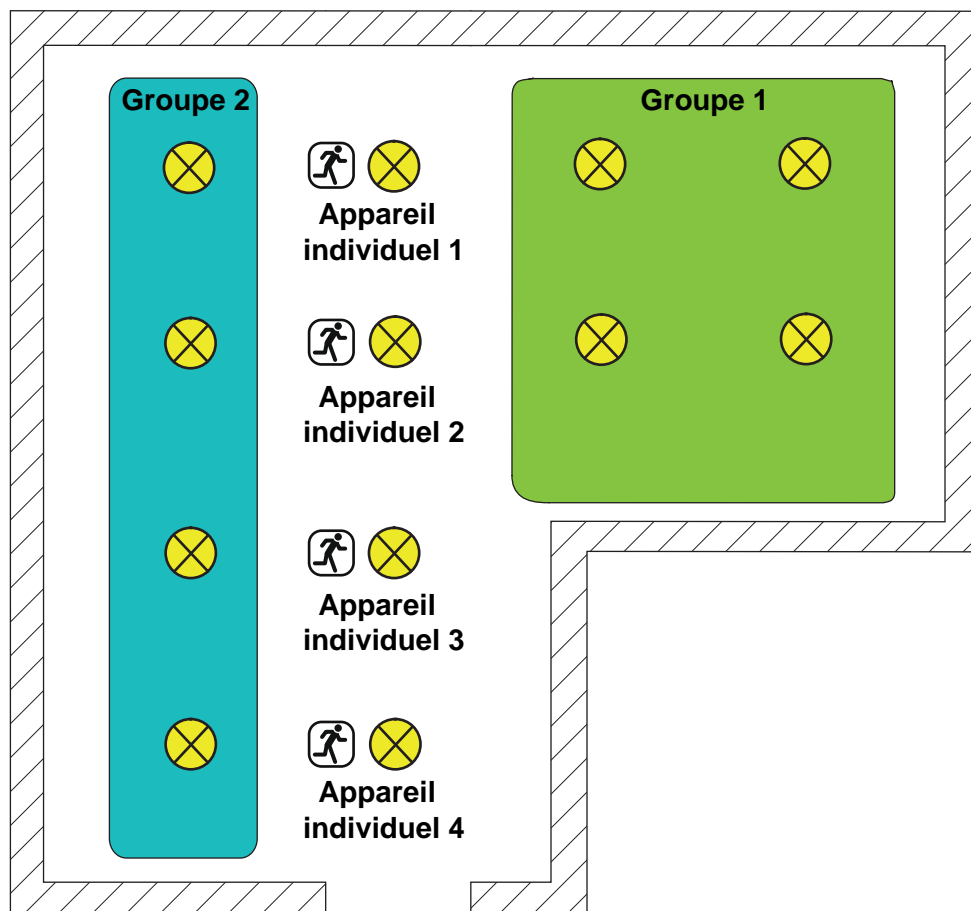 Groupe 2
Groupe 1
Appareil
individuel 1
Appareil
individuel 2
Appareil
individuel 3
Appareil
individuel 4